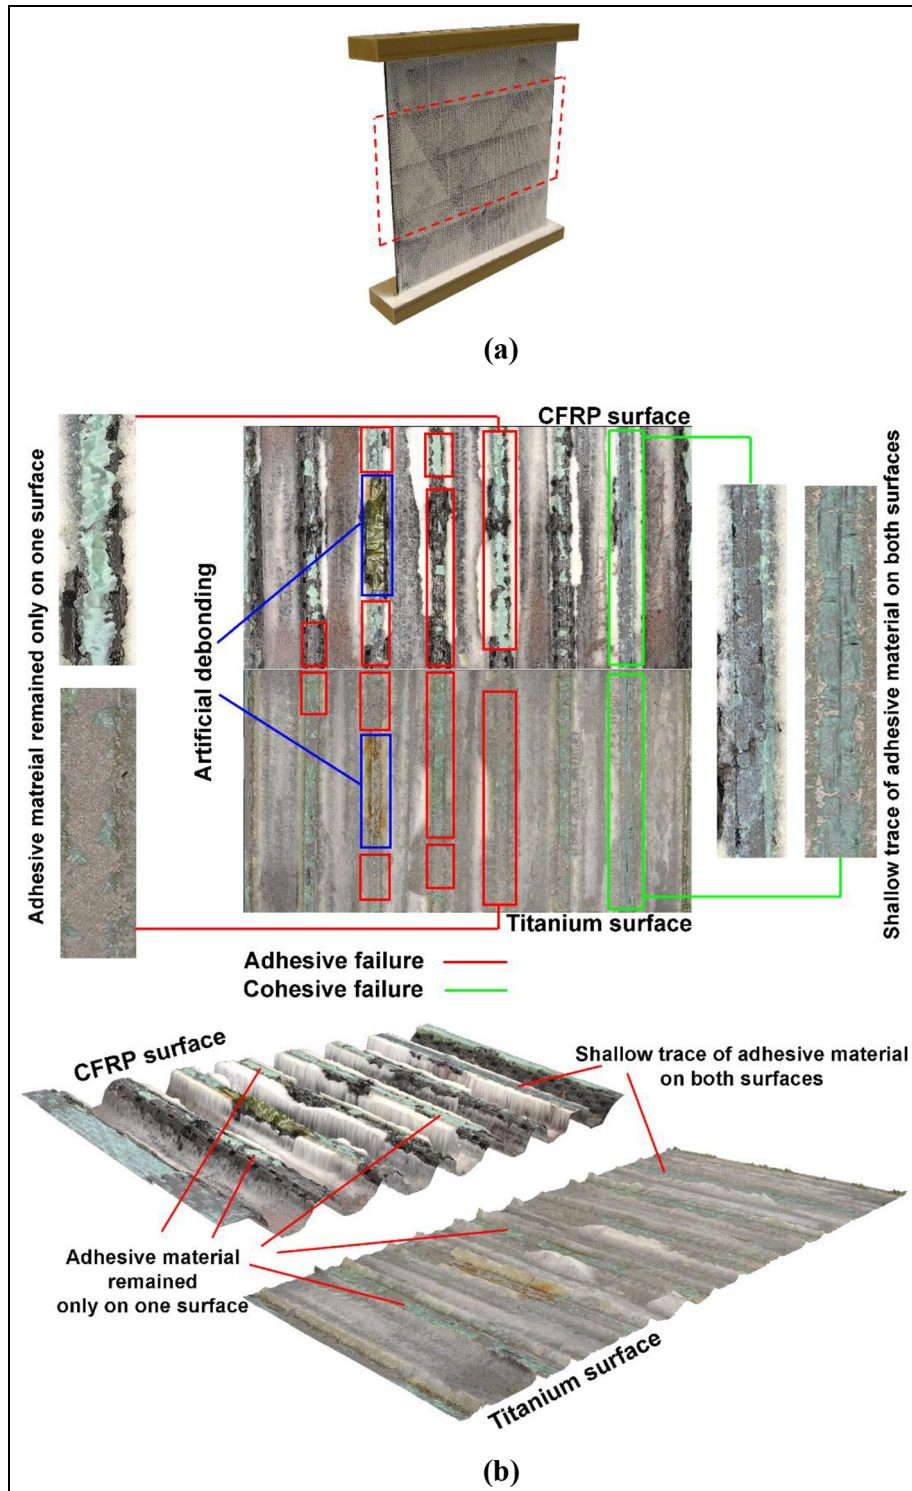 (a)
CFRP surface
Adhesive matreial remained only on one surface
Artificial debonding
Shallow trace of adhesive material on both surfaces
Titanium surface
Adhesive failure
Cohesive failure
CFRP surface
Shallow trace of adhesive material
on both surfaces
Adhesive material
remained
only on one surface
Titanium surface
(b)